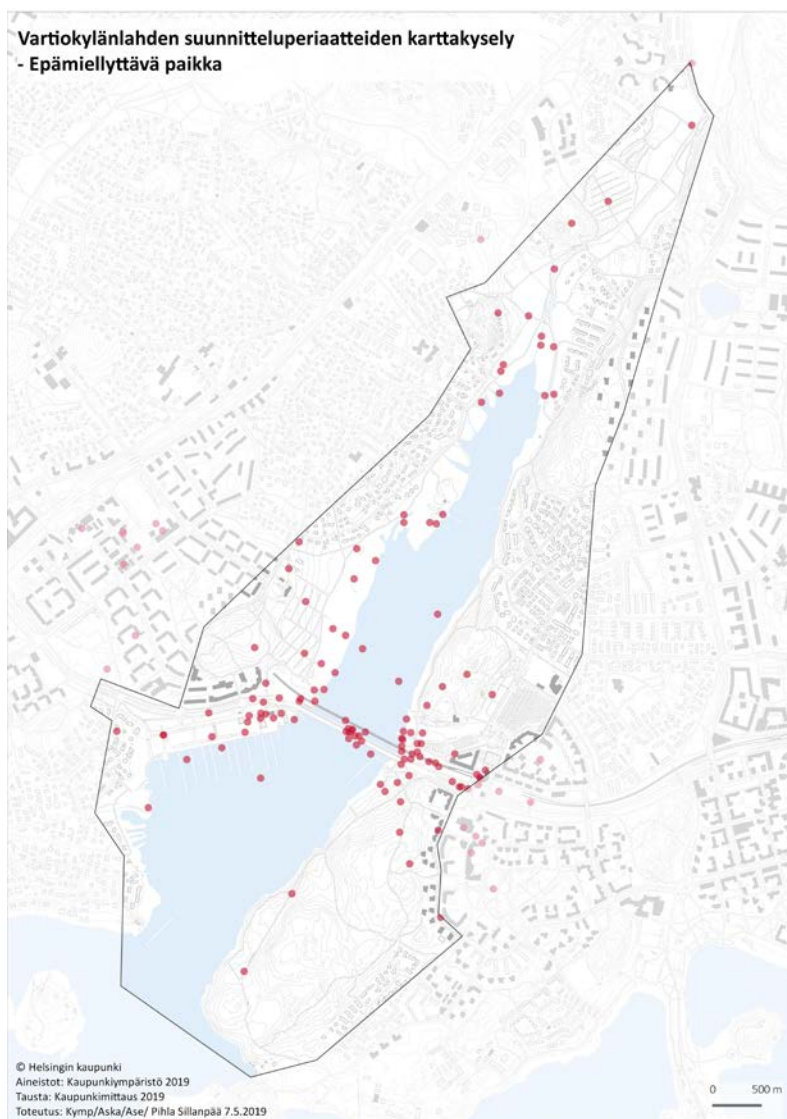 Vartiokylänlahden suunnitteluperiaatteiden karttakysely
- Epämiellyttävä paikka
© Helsingin kaupunki
Aineistot: Kaupunkiympäristö 2019
Tausta: Kaupunkimittaus 2019
Toteutus: Kymp/Aska/Ase/ Pihla Sillanpää 7.5.2019
0 500 m